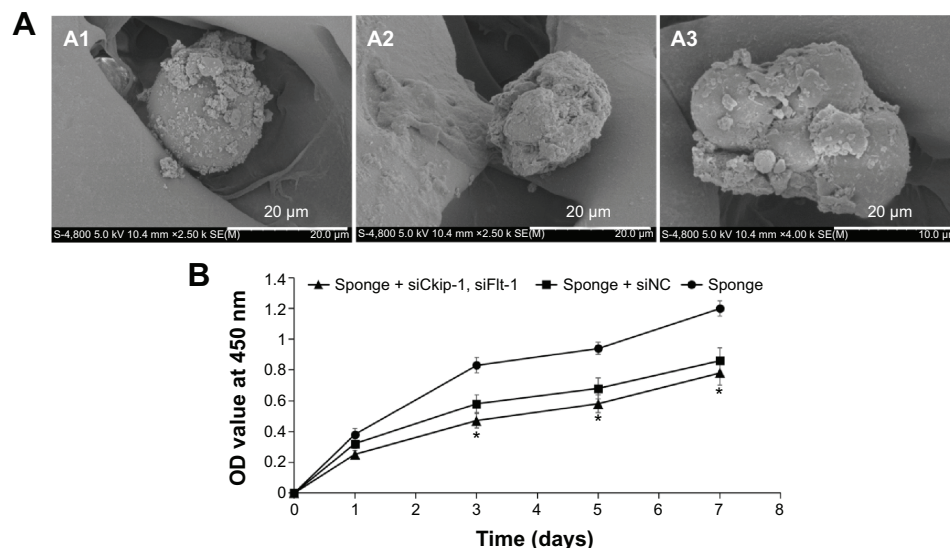 A
A1
20 µm
S-4,800 5.0 kV 10.4 mm ×2.50 k SE(M) 20.0 µm
A2
20 µm
S-4,800 5.0 kV 10.4 mm ×2.50 k SE(M) 20.0 µm
A3
20 µm
S-4,800 5.0 kV 10.4 mm ×4.00 k SE(M) 10.0 µm
B
OD value at 450 nm
1.4
1.2
1
0.8
0.6
0.4
0.2
0
Sponge + siCkip-1, siFlt-1
Sponge + siNC
Sponge
*
*
*
0 1 2 3 4 5 6 7 8
Time (days)